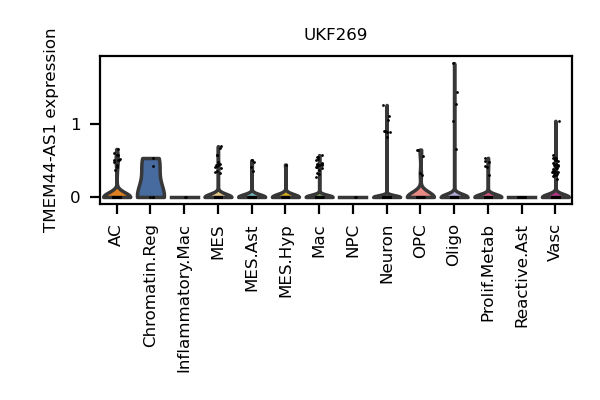 UKF269
TMEM44-AS1 expression
1
0
AC
Chromatin.Reg
Inflammatory.Mac
MES
MES.Ast
MES.Hyp
Mac
NPC
Neuron
OPC
Oligo
Prolif.Metab
Reactive.Ast
Vasc